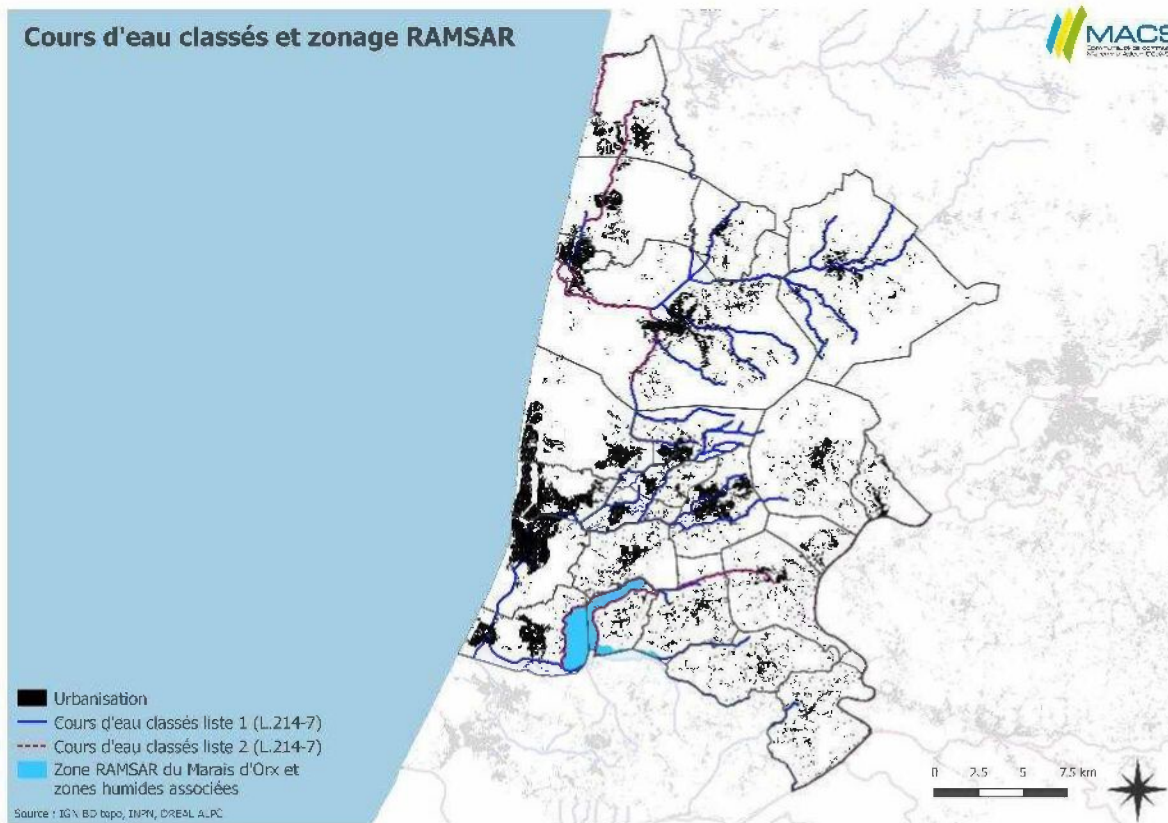 Cours d'eau classés et zonage RAMSAR
MACS
Urbanisation
Cours d'eau classés liste 1 (L.214-7)
Cours d'eau classés liste 2 (L.214-7)
Zone RAMSAR du Marais d'Orx et
zones humides associées
Source : IGN BD topo, INPN, DREAL ALPC
0 2.5 5 7.5 km